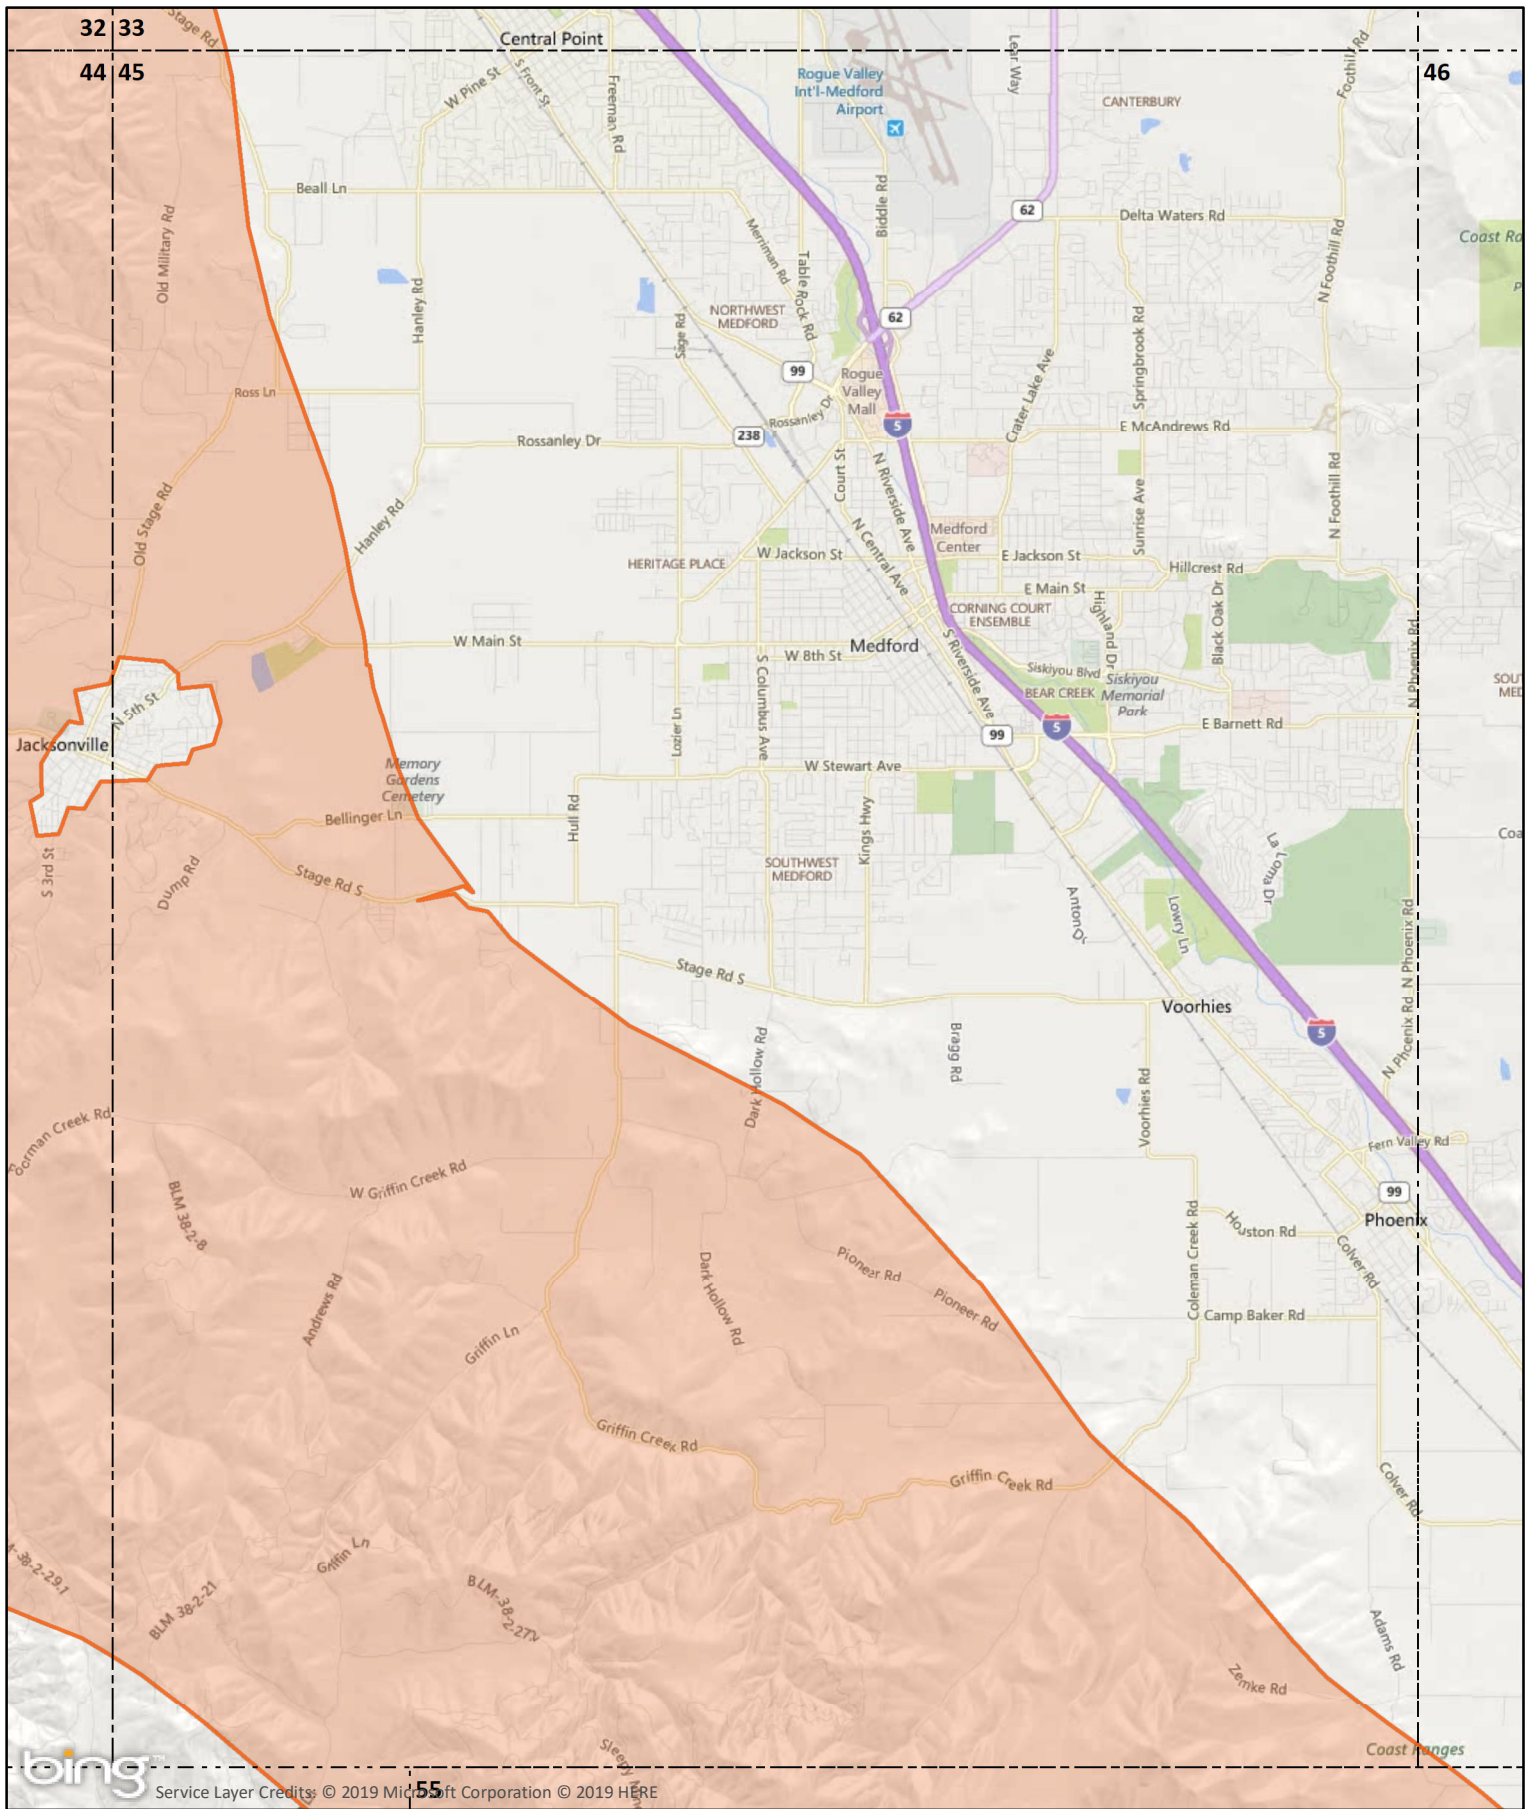 32 33
Stage Rd
Central Point
44 45
46
S Front St
W Pine St
Freeman Rd
Rogue Valley
Int'l-Medford
Airport
Lear Way
CANTERBURY
Foothill Rd
Beall Ln
Old Military Rd
Biddle Rd
62
Delta Waters Rd
Merriman Rd
Table Rock Rd
N Foothill Rd
Coast Ra
P
Hanley Rd
NORTHWEST
MEDFORD
Sage Rd
62
Springbrook Rd
99
Rogue
Valley
Mall
Crater Lake Ave
Ross Ln
Rossanley Dr
238
Rossanley Dr
5
E McAndrews Rd
Court St
N Riverside Ave
Old Stage Rd
Hanley Rd
Sunrise Ave
N Foothill Rd
N Central Ave
Medford
Center
HERITAGE PLACE
W Jackson St
E Jackson St
Hillcrest Rd
E Main St
Highland Dr
Black Oak Dr
CORNING COURT
ENSEMBLE
W Main St
W 8th St
Medford
S Riverside Ave
N Phoenix Rd
S Columbus Ave
Siskiyou Blvd
Siskiyou
Memorial
Park
BEAR CREEK
SOU
MED
N 5th St
Lozier Ln
99
5
E Barnett Rd
Jacksonville
Memory
Gardens
Cemetery
W Stewart Ave
Bellinger Ln
Hull Rd
Kings Hwy
Coa
S 3rd St
Dump Rd
Stage Rd S
SOUTHWEST
MEDFORD
La Loma Dr
Lowry Ln
N Phoenix Rd
Stage Rd S
Voorhies
5
N Phoenix Rd
Dark Hollow Rd
Bragg Rd
Voorhies Rd
Poorman Creek Rd
Fern Valley Rd
W Griffin Creek Rd
BLM 38-2-8
99
Phoenix
Coleman Creek Rd
Houston Rd
Colver Rd
Pioneer Rd
Dark Hollow Rd
Pioneer Rd
Andrews Rd
Griffin Ln
Camp Baker Rd
Griffin Creek Rd
Griffin Creek Rd
Colver Rd
Griffin Ln
38-2-29.1
BLM 38-2-21
Adams Rd
Zemke Rd
Coast Ranges
bing™
Service Layer Credits: © 2019 Microsoft Corporation © 2019 HERE
55